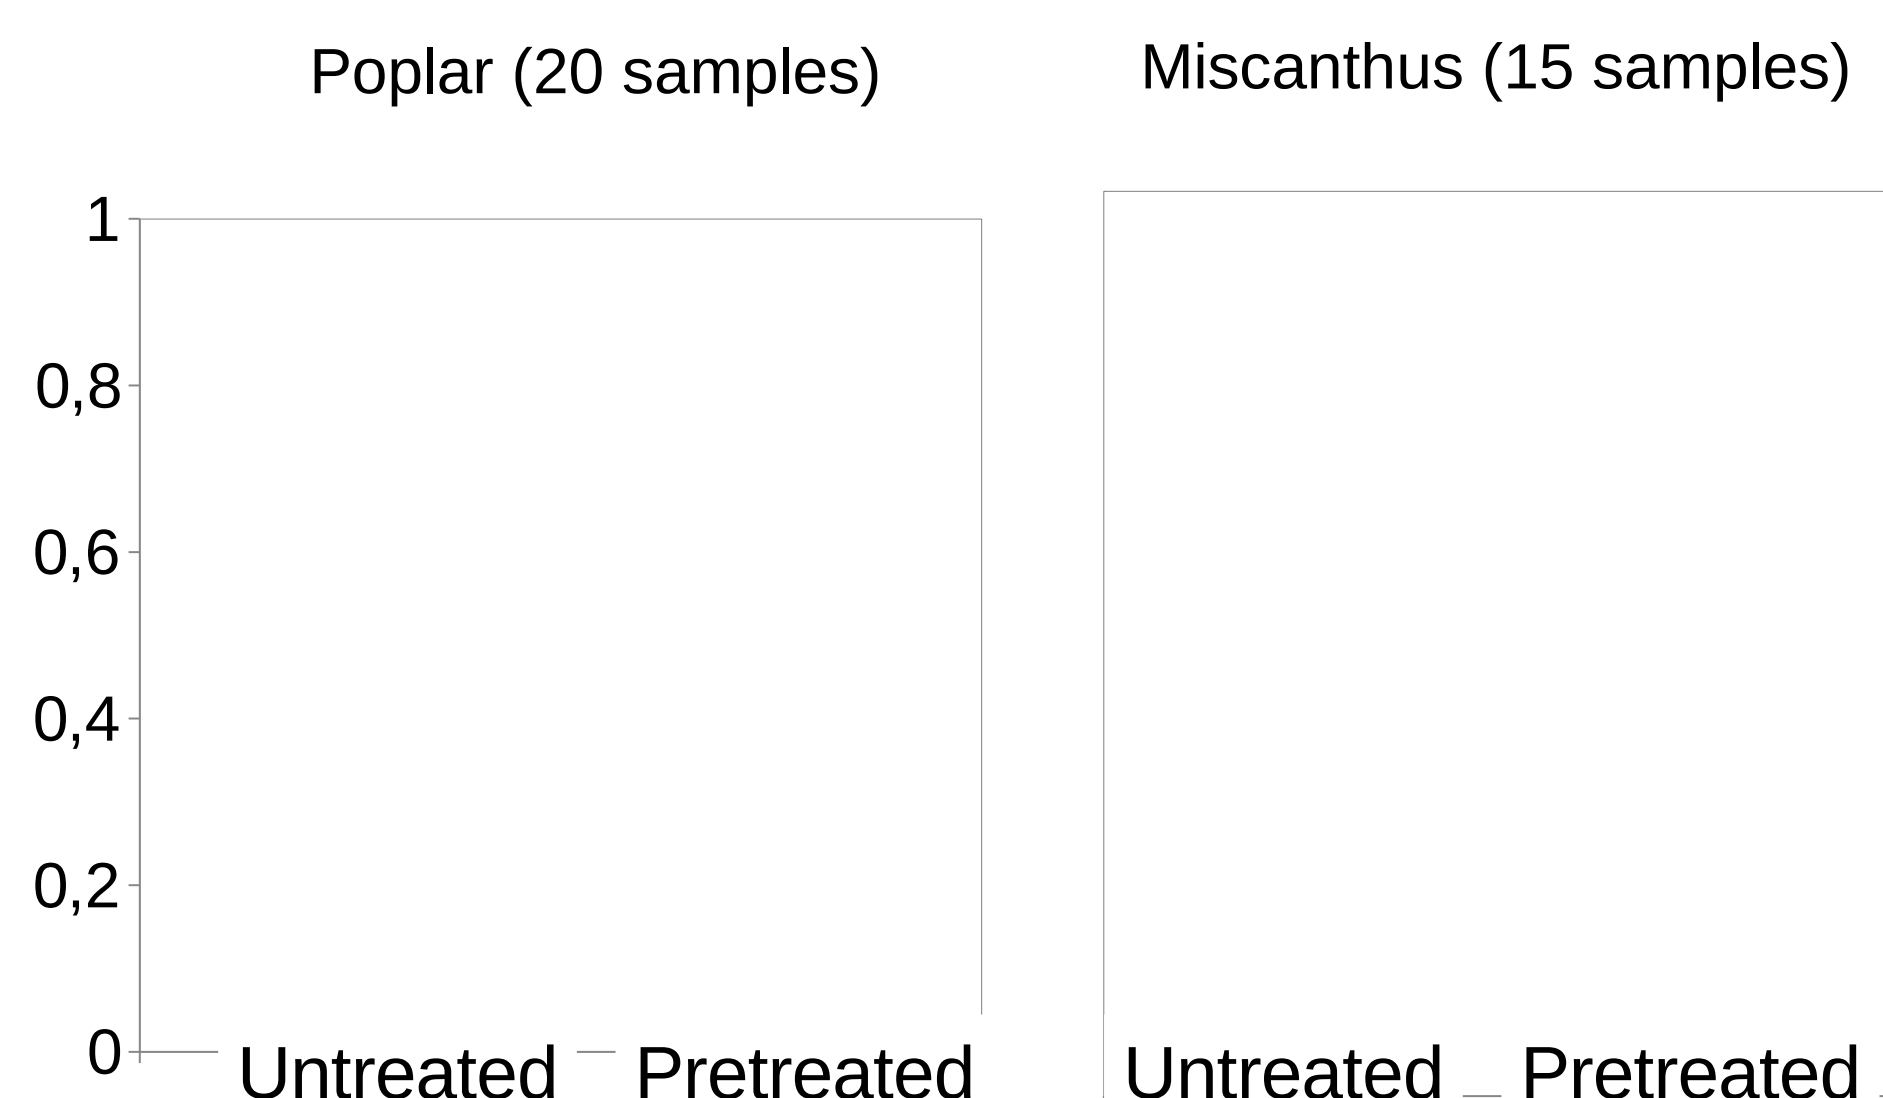 Poplar (20 samples)
Miscanthus (15 samples)
1
0,8
0,6
0,4
0,2
0
Untreated Pretreated
Untreated Pretreated